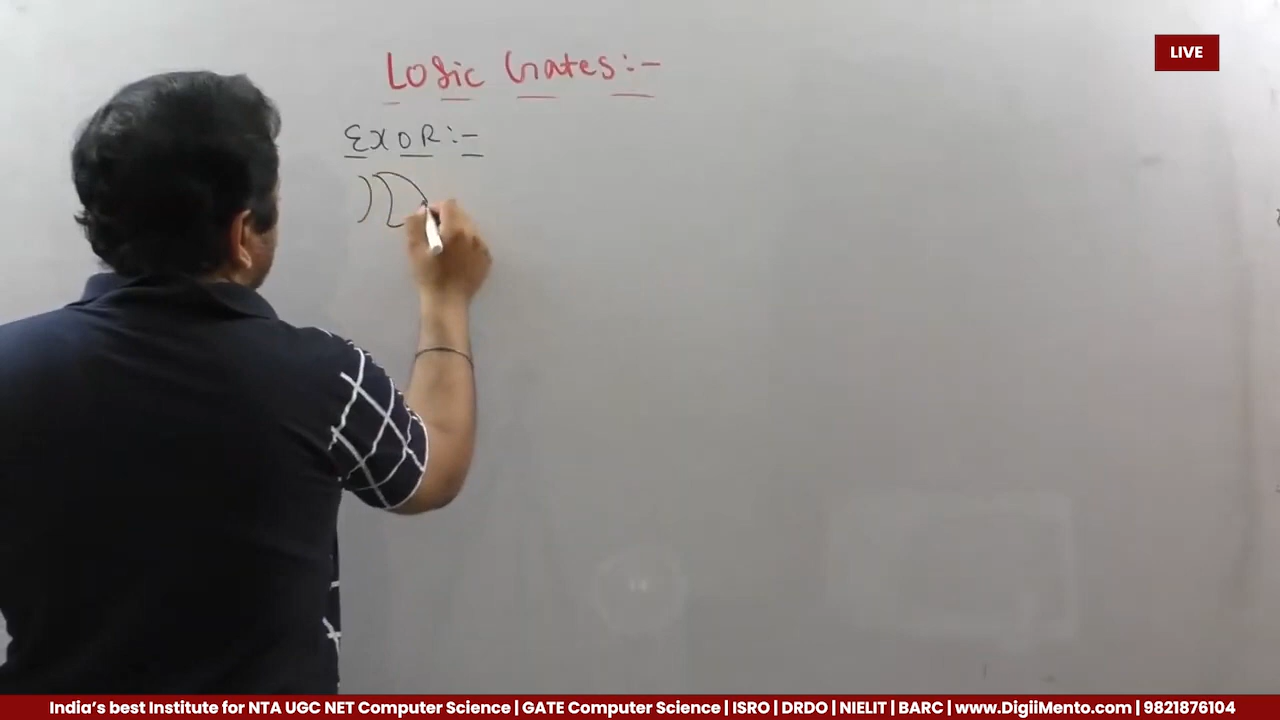 LIVE
Logic Gates:-
EXOR:-
India's best Institute for NTA UGC NET Computer Science | GATE Computer Science | ISRO | DRDO | NIELIT | BARC | www.DigiiMento.com | 9821876104